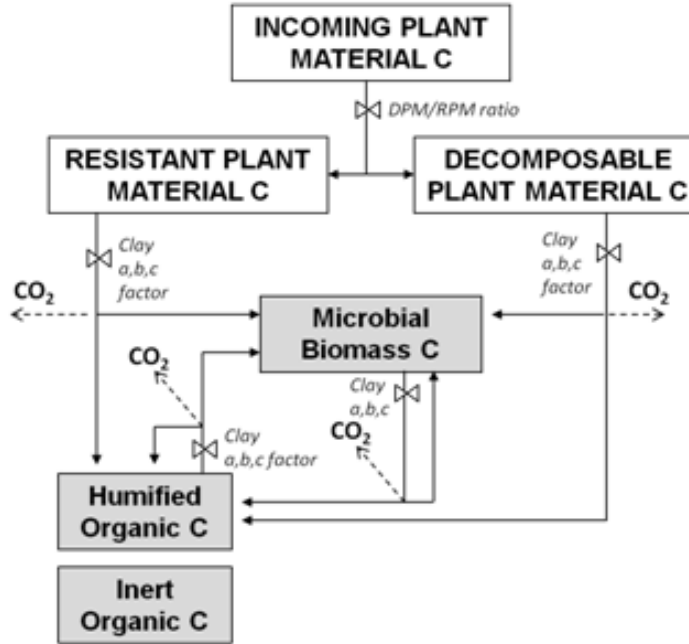 INCOMING PLANT
MATERIAL C
DPM/RPM ratio
RESISTANT PLANT
MATERIAL C
DECOMPOSABLE
PLANT MATERIAL C
Clay
a,b,c
factor
Clay
a,b,c
factor
CO₂
CO₂
Microbial
Biomass C
CO₂
Clay
a,b,c
CO₂
Clay
a,b,c factor
Humified
Organic C
Inert
Organic C